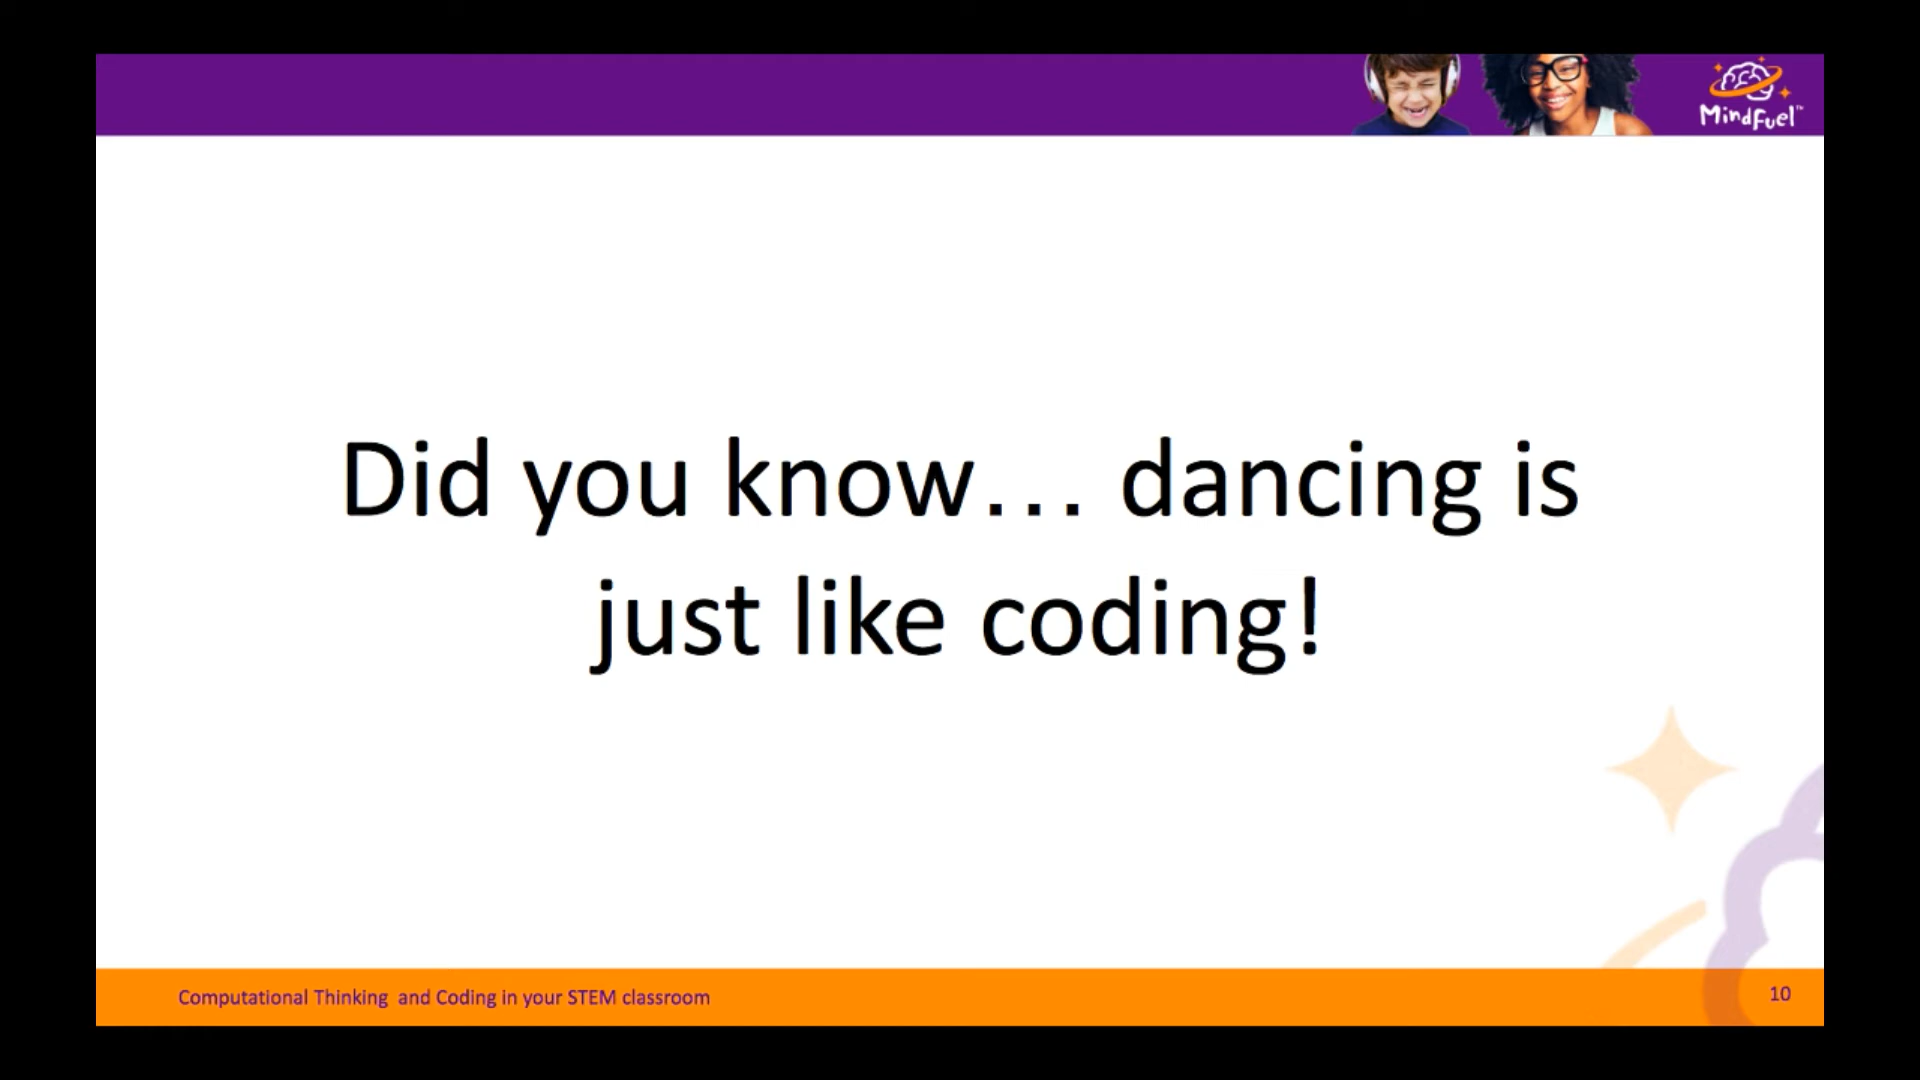 MindFuel™
Did you know... dancing is
just like coding!
Computational Thinking and Coding in your STEM classroom
10